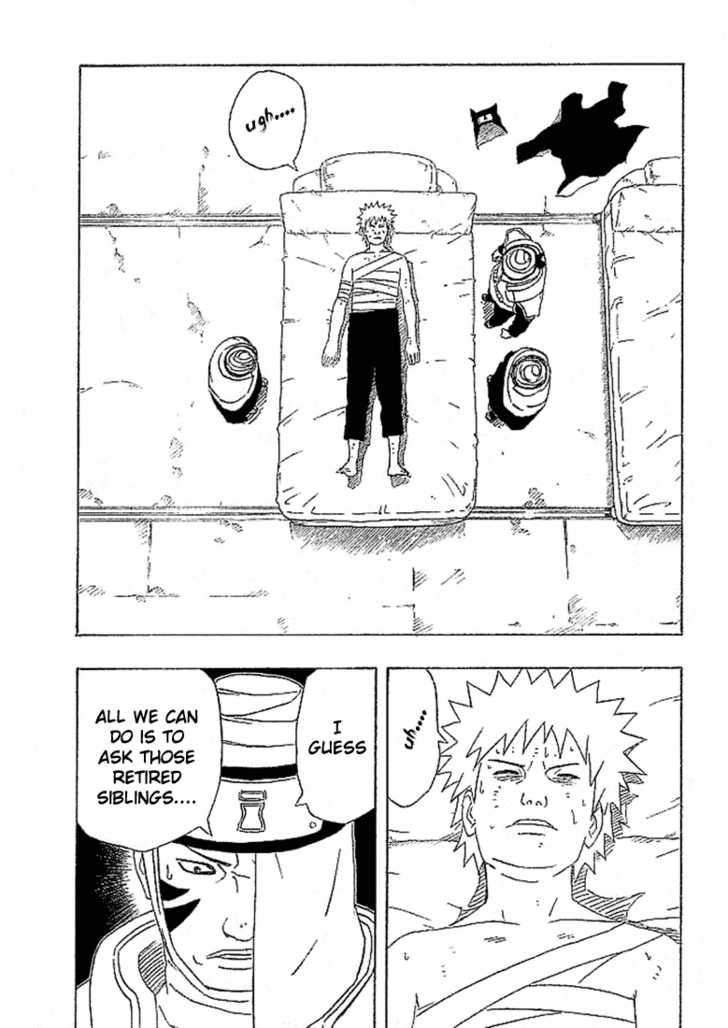 ugh....
uh....
I
GUESS
ALL WE CAN
DO IS TO
ASK THOSE
RETIRED
SIBLINGS....